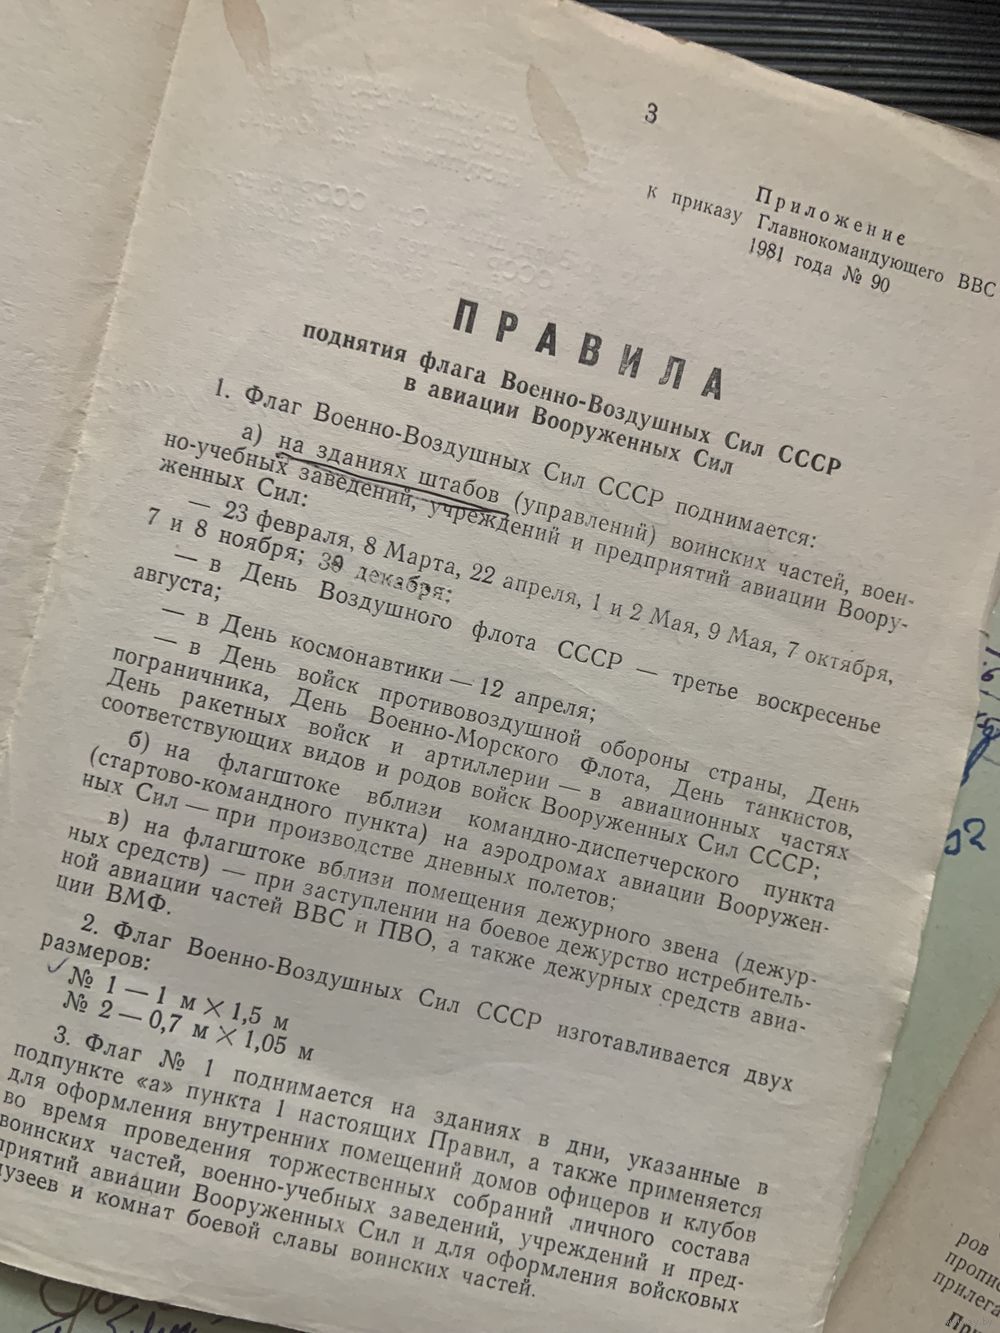 3
Приложение
к приказу Главнокомандующего ВВС
1981 года № 90
ПРАВИЛА
поднятия флага Военно-Воздушных Сил СССР
в авиации Вооруженных Сил
1. Флаг Военно-Воздушных Сил СССР поднимается:
а) на зданиях штабов (управлений) воинских частей, воен-
но-учебных заведений, учреждений и предприятий авиации Воору-
женных Сил:
— 23 февраля, 8 Марта, 22 апреля, 1 и 2 Мая, 9 Мая, 7 октября,
7 и 8 ноября; 30 декабря:
— в День Воздушного флота СССР — третье воскресенье
августа;
— в День космонавтики — 12 апреля;
— в День войск противовоздушной обороны страны, День
пограничника, День Военно-Морского Флота, День танкистов,
День ракетных войск и артиллерии — в авиационных частях
соответствующих видов и родов войск Вооруженных Сил СССР;
б) на флагштоке вблизи командно-диспетчерского пункта
(стартово-командного пункта) на аэродромах авиации Вооружен-
ных Сил — при производстве дневных полетов;
в) на флагштоке вблизи помещения дежурного звена (дежур-
ных средств) — при заступлении на боевое дежурство истребитель-
ной авиации частей ВВС и ПВО, а также дежурных средств авиа-
ции ВМФ.
2. Флаг Военно-Воздушных Сил СССР изготавливается двух
размеров:
№ 1 — 1 м × 1,5 м
№ 2 — 0,7 м × 1,05 м
3. Флаг № 1 поднимается на зданиях в дни, указанные в
подпункте «а» пункта 1 настоящих Правил, а также применяется
для оформления внутренних помещений домов офицеров и клубов
во время проведения торжественных собраний личного состава
воинских частей, военно-учебных заведений, учреждений и пред-
приятий авиации Вооруженных Сил и для оформления войсковых
музеев и комнат боевой славы воинских частей.
ров
пропис
прилега